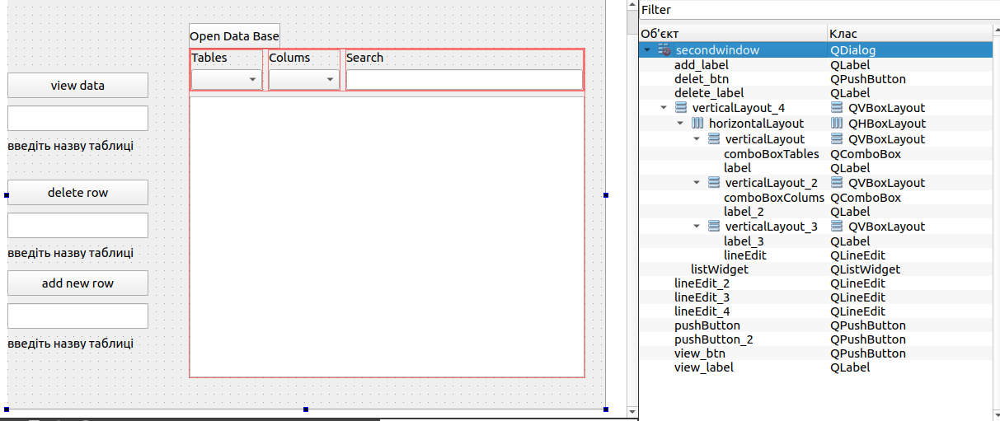 Open Data Base
Tables Colums Search
view data
введіть назву таблиці
delete row
введіть назву таблиці
add new row
введіть назву таблиці
Filter
Об'єкт Клас
secondwindow QDialog
add_label QLabel
delet_btn QPushButton
delete_label QLabel
verticalLayout_4 QVBoxLayout
horizontalLayout QHBoxLayout
verticalLayout QVBoxLayout
comboBoxTables QComboBox
label QLabel
verticalLayout_2 QVBoxLayout
comboBoxColums QComboBox
label_2 QLabel
verticalLayout_3 QVBoxLayout
label_3 QLabel
lineEdit QLineEdit
listWidget QListWidget
lineEdit_2 QLineEdit
lineEdit_3 QLineEdit
lineEdit_4 QLineEdit
pushButton QPushButton
pushButton_2 QPushButton
view_btn QPushButton
view_label QLabel